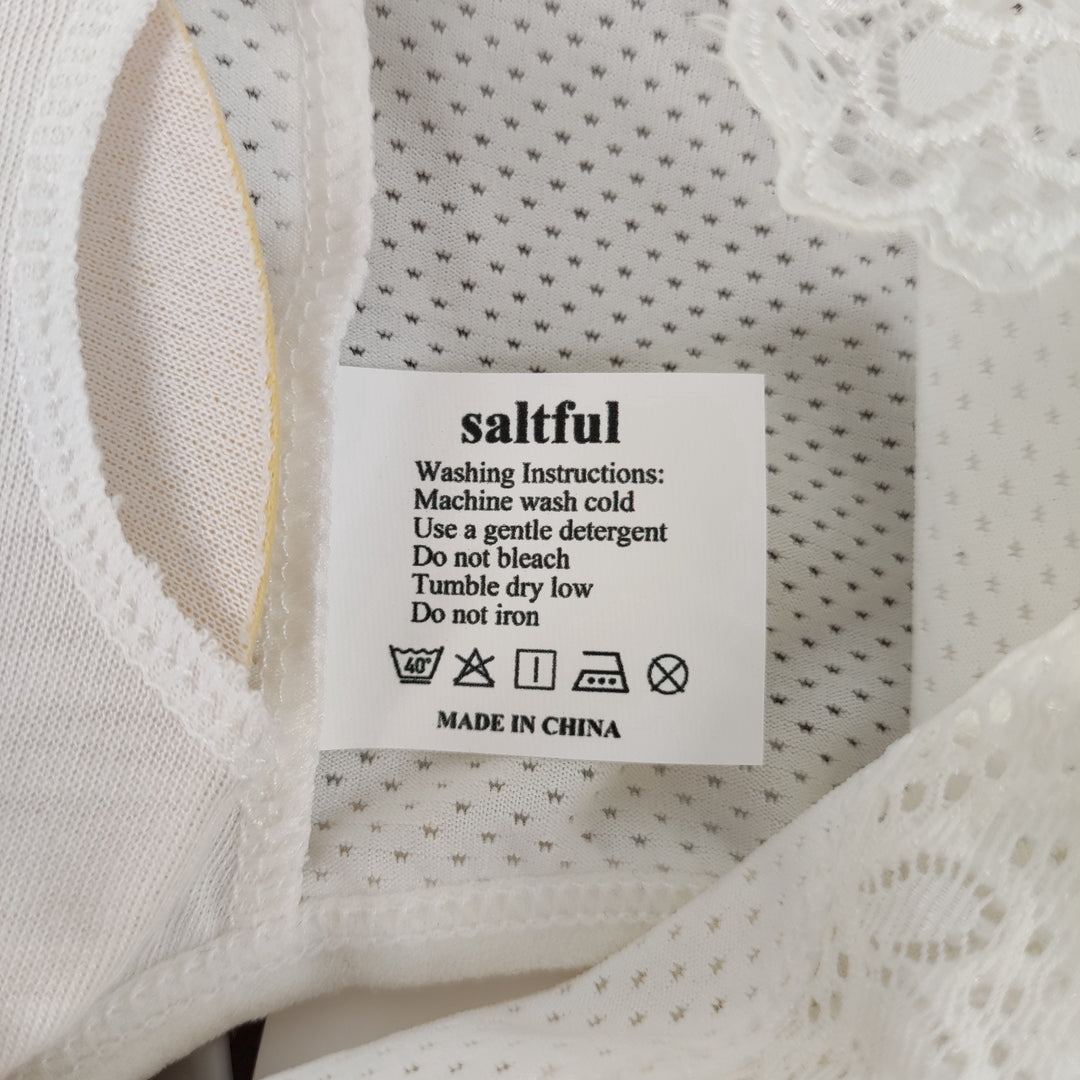 saltful
Washing Instructions:
Machine wash cold
Use a gentle detergent
Do not bleach
Tumble dry low
Do not iron
40°
MADE IN CHINA